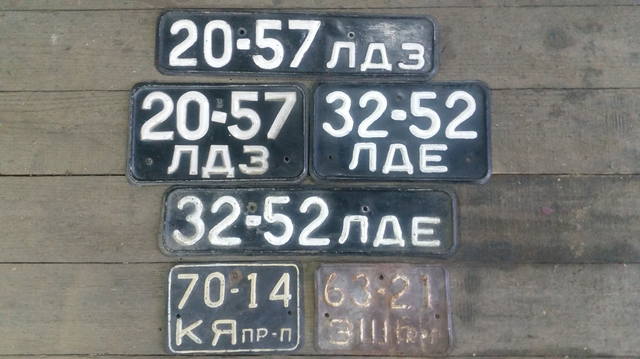 20-57 ЛДЗ
20-57
ЛДЗ
32-52
ЛДЕ
32-52 ЛДЕ
70-14
КЯ ПР-П
63-21